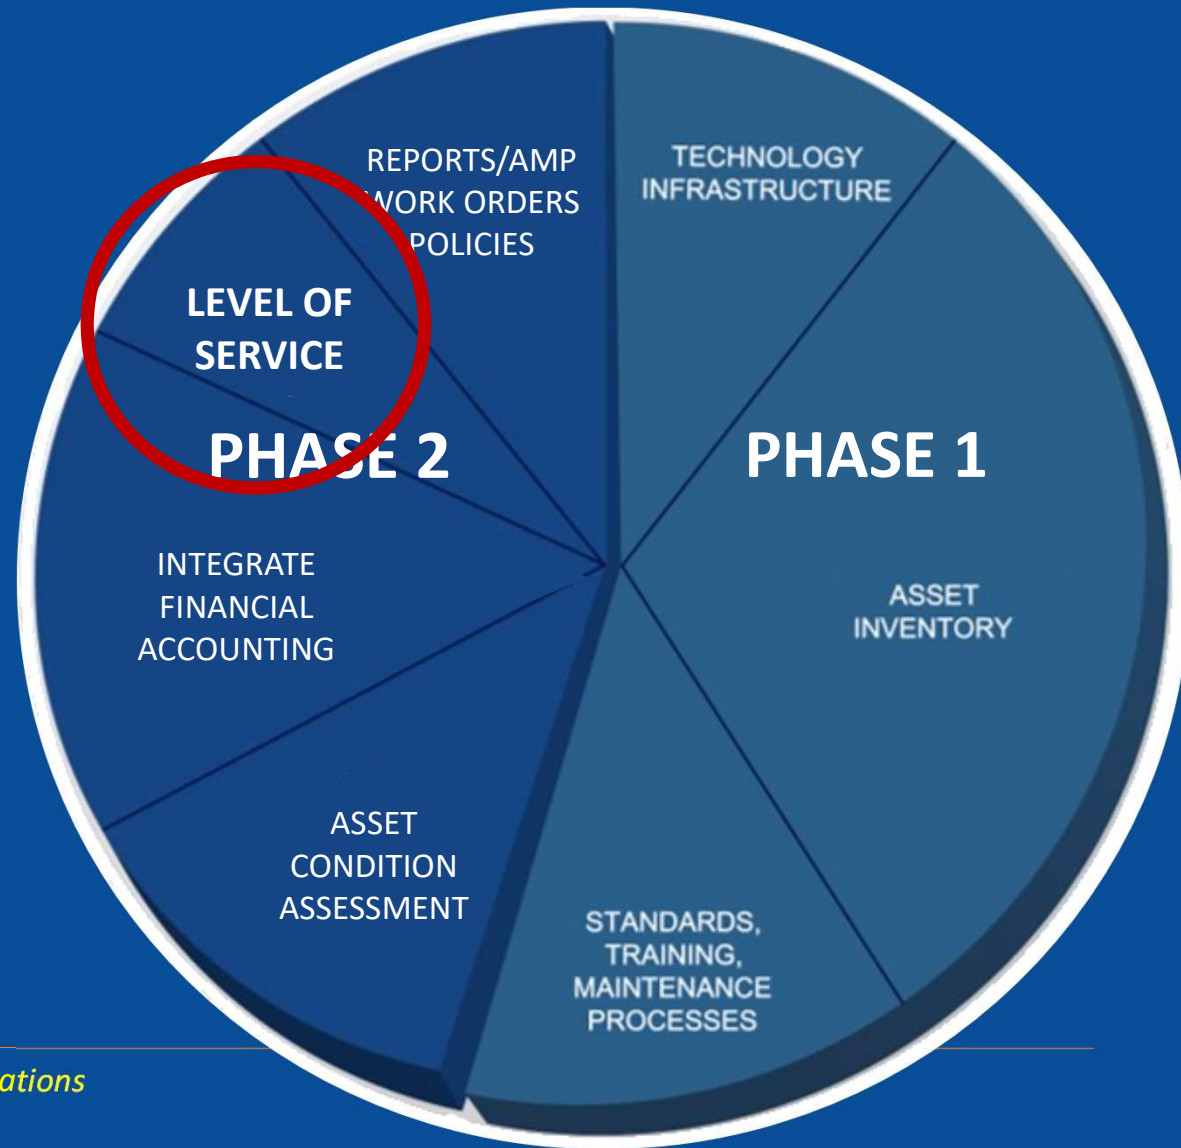 REPORTS/AMP
WORK ORDERS
POLICIES
TECHNOLOGY
INFRASTRUCTURE
LEVEL OF
SERVICE
PHASE 2
PHASE 1
INTEGRATE
FINANCIAL
ACCOUNTING
ASSET
INVENTORY
ASSET
CONDITION
ASSESSMENT
STANDARDS,
TRAINING,
MAINTENANCE
PROCESSES
ations